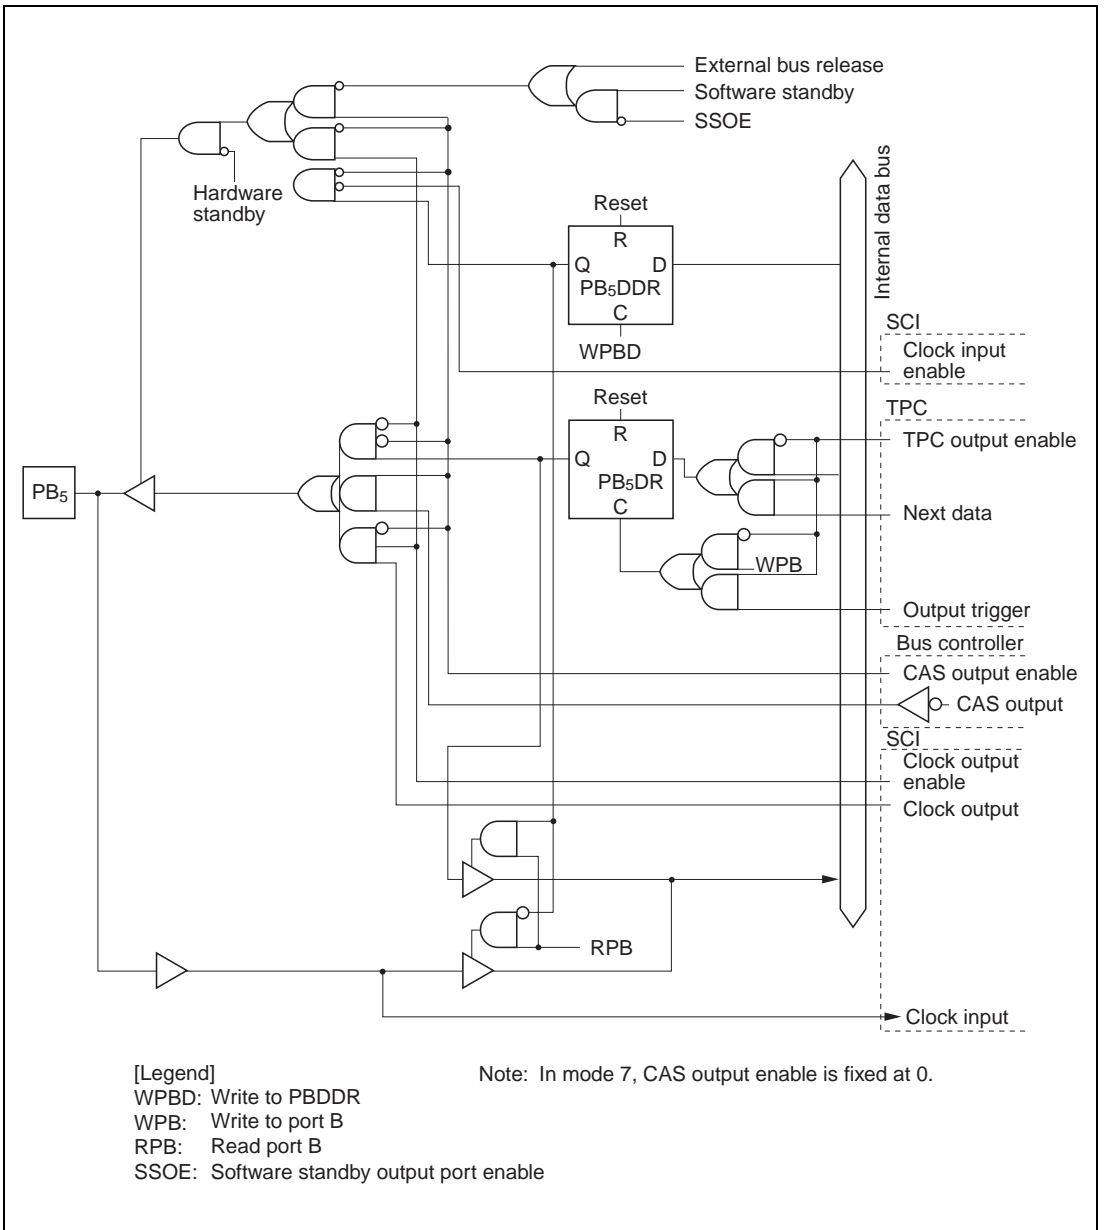 External bus release
Software standby
SSOE
Hardware
standby
Internal data bus
Reset
R
Q D
PB5DDR
C
WPBD
SCI
Clock input
enable
Reset
R
Q D
PB5DR
C
TPC
TPC output enable
Next data
WPB
Output trigger
PB5
Bus controller
CAS output enable
CAS output
SCI
Clock output
enable
Clock output
RPB
Clock input
[Legend]
WPBD: Write to PBDDR
WPB: Write to port B
RPB: Read port B
SSOE: Software standby output port enable
Note: In mode 7, CAS output enable is fixed at 0.